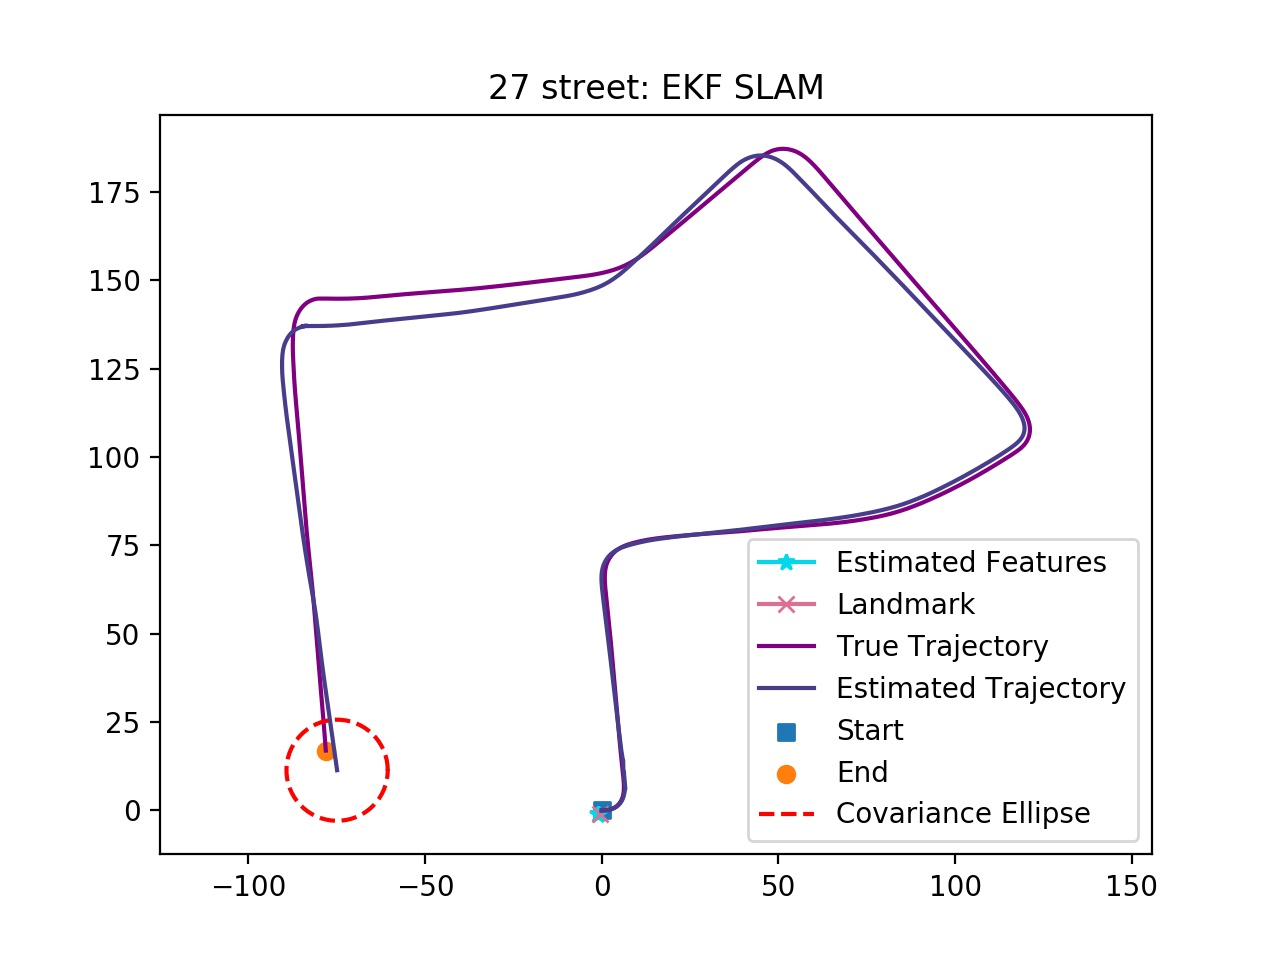 27 street: EKF SLAM
175
150
125
100
75
50
25
0
−100
−50
0
50
100
150
Estimated Features
Landmark
True Trajectory
Estimated Trajectory
Start
End
Covariance Ellipse